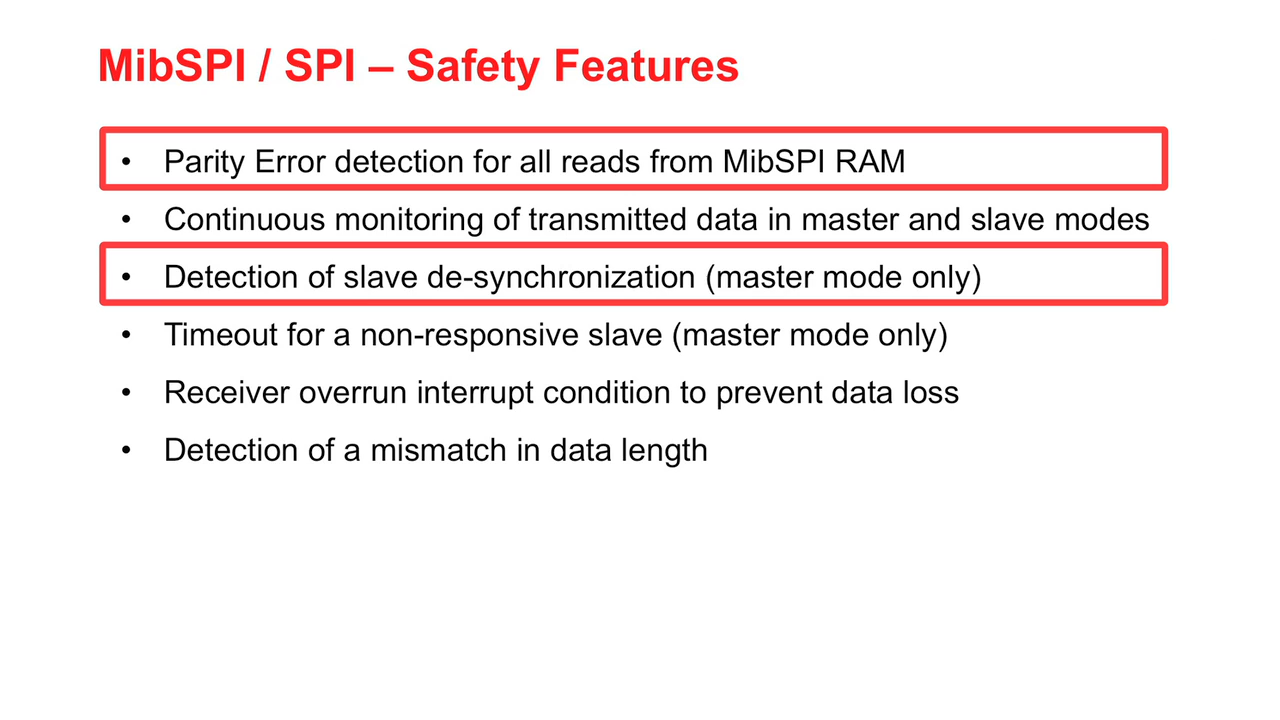 MibSPI / SPI – Safety Features
• Parity Error detection for all reads from MibSPI RAM
• Continuous monitoring of transmitted data in master and slave modes
• Detection of slave de-synchronization (master mode only)
• Timeout for a non-responsive slave (master mode only)
• Receiver overrun interrupt condition to prevent data loss
• Detection of a mismatch in data length